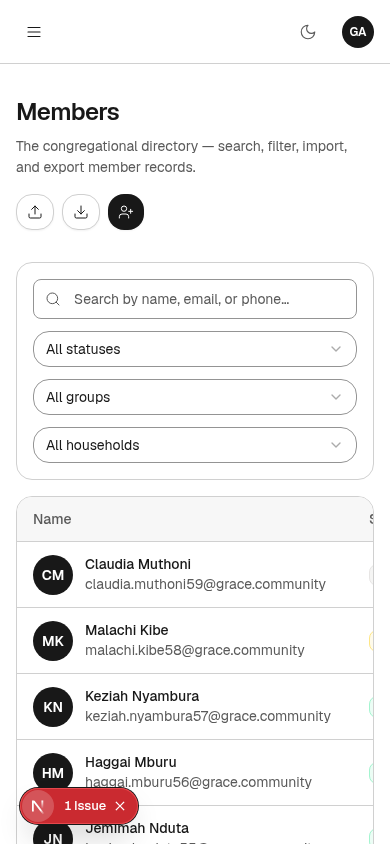 GA
Members
The congregational directory — search, filter, import,
and export member records.
Search by name, email, or phone...
All statuses
All groups
All households
Name
CM
Claudia Muthoni
claudia.muthoni59@grace.community
MK
Malachi Kibe
malachi.kibe58@grace.community
KN
Keziah Nyambura
keziah.nyambura57@grace.community
HM
Haggai Mburu
haggai.mburu56@grace.community
N
1 Issue
JN
Jemimah Nduta